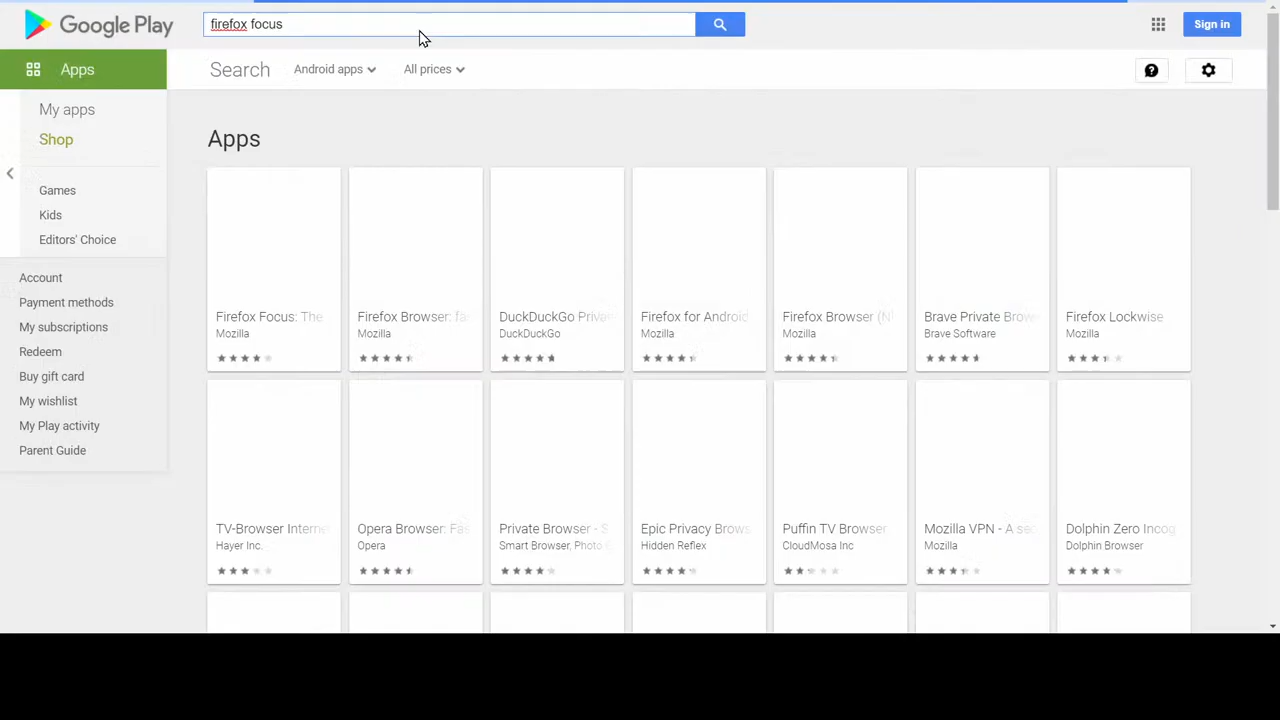 Google Play
firefox focus
Sign in
Apps
Search
Android apps
All prices
My apps
Shop
Games
Kids
Editors' Choice
Account
Payment methods
My subscriptions
Redeem
Buy gift card
My wishlist
My Play activity
Parent Guide
Apps
Firefox Focus: The
Mozilla
Firefox Browser: fa
Mozilla
DuckDuckGo Priva
DuckDuckGo
Firefox for Android
Mozilla
Firefox Browser (N
Mozilla
Brave Private Brow
Brave Software
Firefox Lockwise
Mozilla
TV-Browser Interne
Hayer Inc.
Opera Browser: Fas
Opera
Private Browser - S
Smart Browser, Photo
Epic Privacy Brows
Hidden Reflex
Puffin TV Browser
CloudMosa Inc
Mozilla VPN - A sec
Mozilla
Dolphin Zero Incog
Dolphin Browser